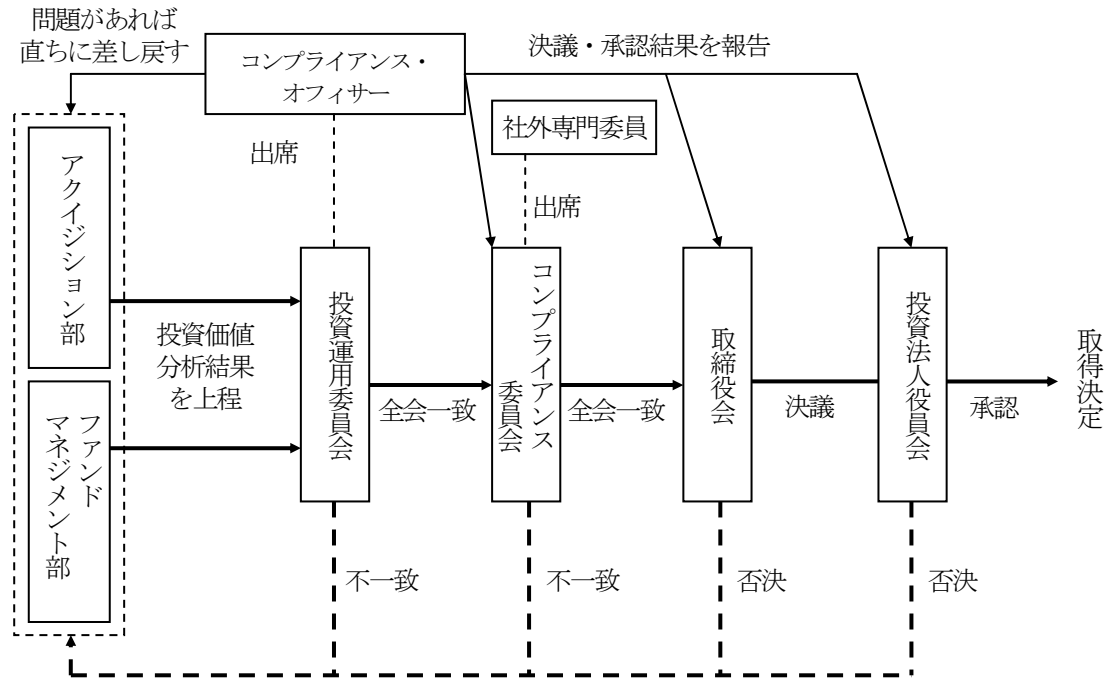 問題があれば
直ちに差し戻す
コンプライアンス・
オフィサー
決議・承認結果を報告
社外専門委員
出席
出席
アクイジション部
投資価値
分析結果
を上程
ファンド
マネジメント部
投資運用委員会
全会一致
コンプライアンス
委員会
全会一致
取締役会
決議
投資法人役員会
承認
取得決定
不一致
不一致
否決
否決